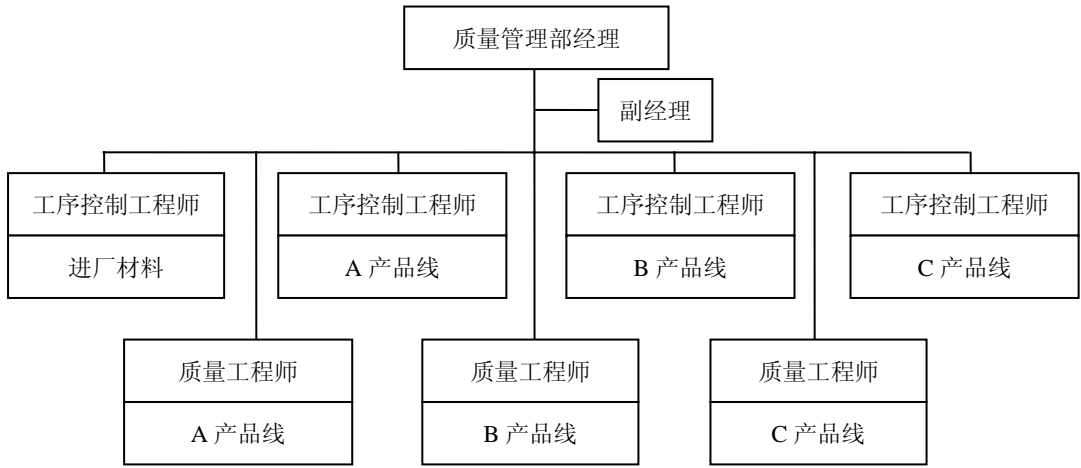 质量管理部经理
副经理
工序控制工程师
进厂材料
工序控制工程师
A 产品线
工序控制工程师
B 产品线
工序控制工程师
C 产品线
质量工程师
A 产品线
质量工程师
B 产品线
质量工程师
C 产品线